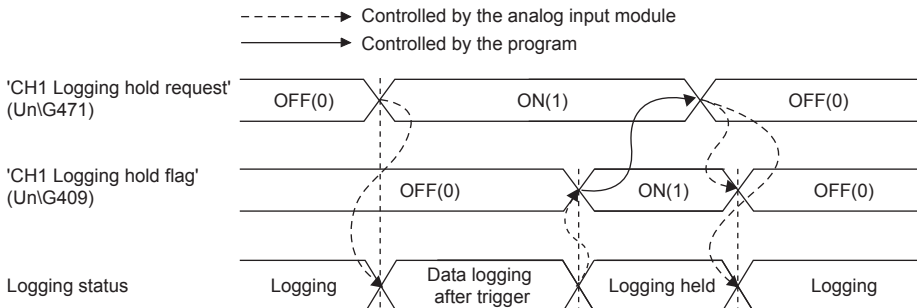 Controlled by the analog input module
Controlled by the program
'CH1 Logging hold request'
(Un\G471)
OFF(0)
ON(1)
OFF(0)
'CH1 Logging hold flag'
(Un\G409)
OFF(0)
ON(1)
OFF(0)
Logging status
Logging
Data logging
after trigger
Logging held
Logging